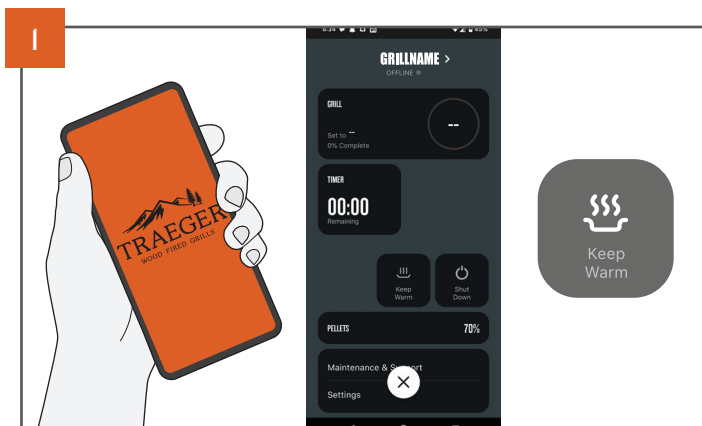 1
TRAEGER
WOOD FIRED GRILLS
GRILLNAME >
OFFLINE
GRILL
--
Set to --
0% Complete
TIMER
00:00
Remaining
Keep
Warm
Shut
Down
PELLETS
70%
Maintenance &
Settings
Keep
Warm